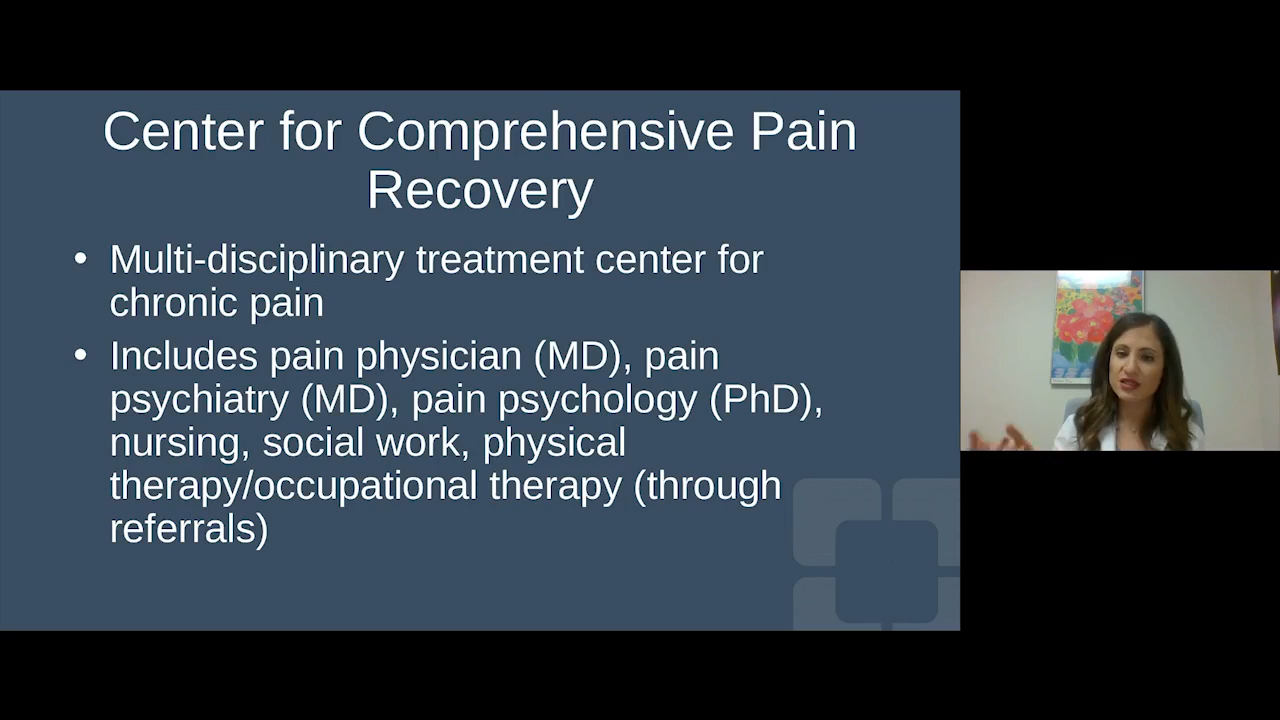 Center for Comprehensive Pain
Recovery
• Multi-disciplinary treatment center for
chronic pain
• Includes pain physician (MD), pain
psychiatry (MD), pain psychology (PhD),
nursing, social work, physical
therapy/occupational therapy (through
referrals)